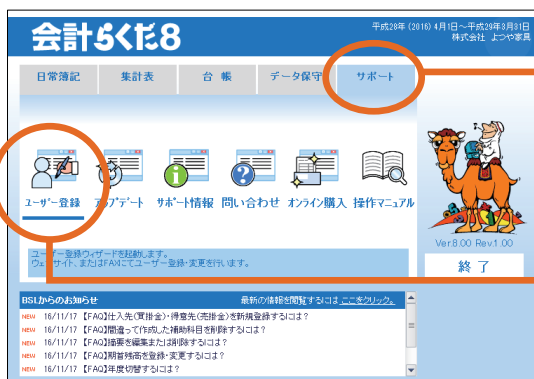 会計らくだ8
平成28年 (2016) 4月1日～平成29年3月31日
株式会社 よつや家具
日常簿記 集計表 台 帳 データ保守 サポート
ユーザー登録 アップデート サポート情報 問い合わせ オンライン購入 操作マニュアル
ユーザー登録ウィザードを起動します。
ウェブサイト、またはFAXにてユーザー登録・変更を行います。
Ver.8.00 Rev.1.00
終 了
BSLからのお知らせ 最新の情報を閲覧するには ここをクリック。
NEW 16/11/17 【FAQ】仕入先(買掛金)・得意先(売掛金)を新規登録するには？
NEW 16/11/17 【FAQ】間違って作成した補助科目を削除するには？
NEW 16/11/17 【FAQ】摘要を編集または削除するには？
NEW 16/11/17 【FAQ】期首残高を登録・変更するには？
NEW 16/11/17 【FAQ】年度切替するには？